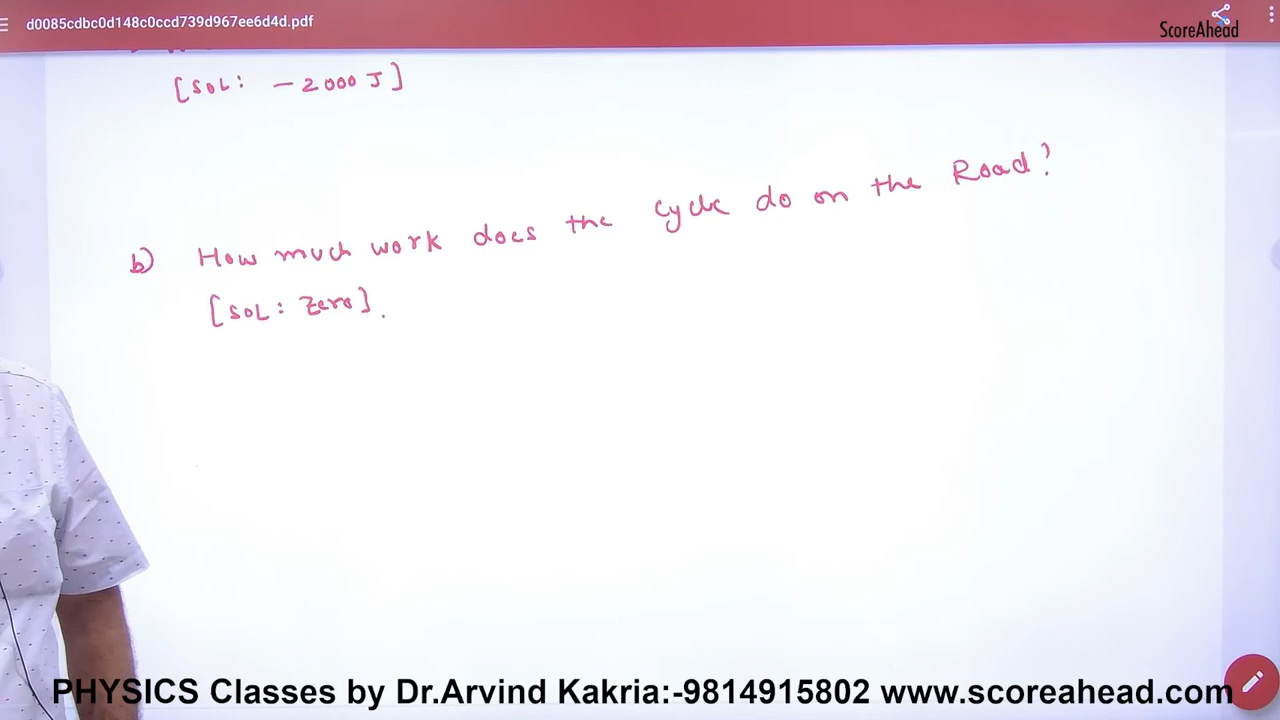 d0085cdbc0d148c0ccd739d967ee6d4d.pdf
ScoreAhead
[SOL: - 2000 J]
b) How much work does the cycle do on the Road?
[SOL: Zero].
PHYSICS Classes by Dr.Arvind Kakria:-9814915802 www.scoreahead.com